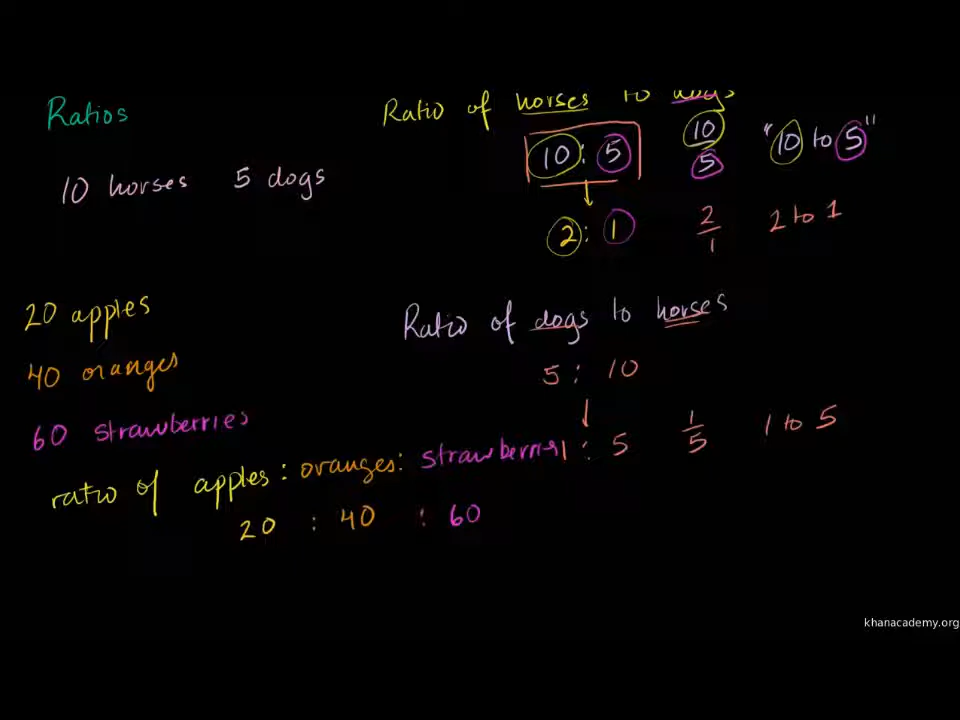 Ratios
10 horses 5 dogs
Ratio of horses to dogs
10 : 5 10/5 "10 to 5"
2 : 1 2/1 2 to 1
20 apples
40 oranges
60 strawberries
Ratio of dogs to horses
5 : 10
1 : 5 1/5 1 to 5
ratio of apples : oranges : strawberries
20 : 40 : 60
khanacademy.org